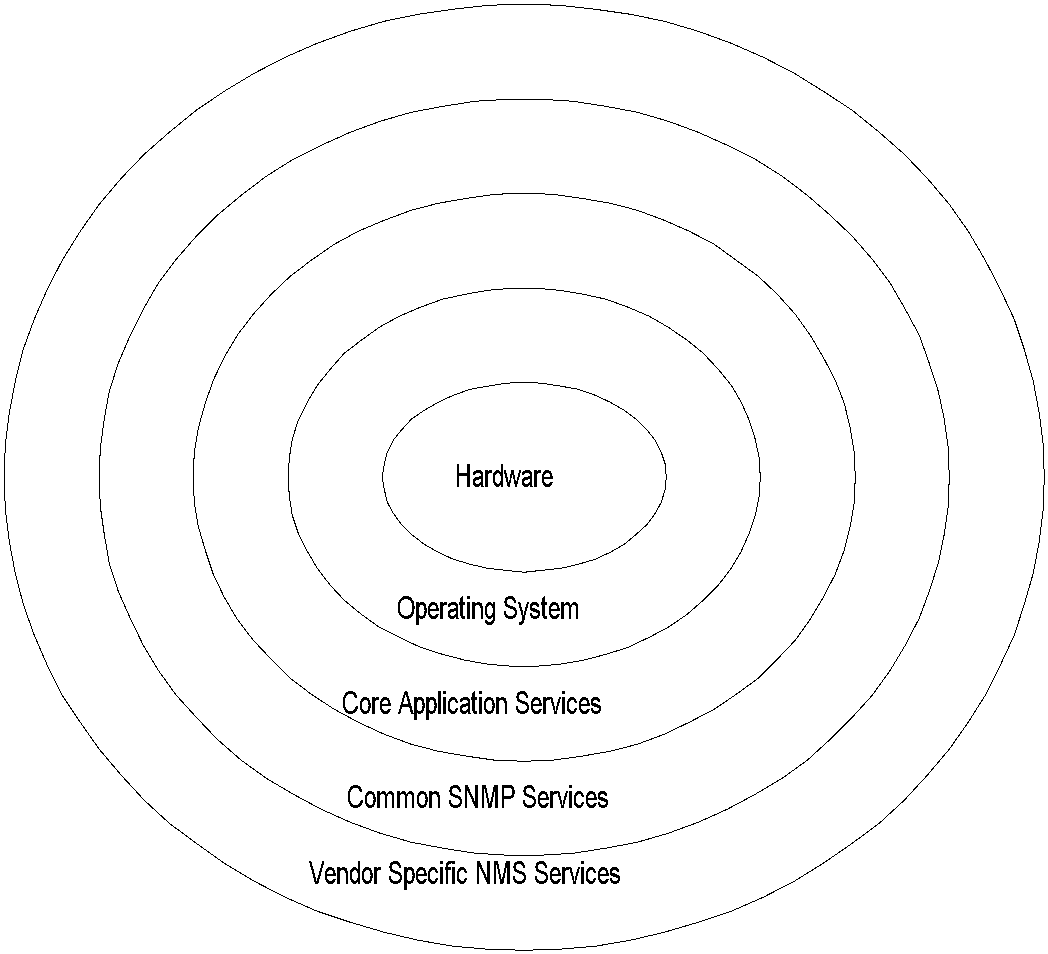 Hardware
Operating System
Core Application Services
Common SNMP Services
Vendor Specific NMS Services